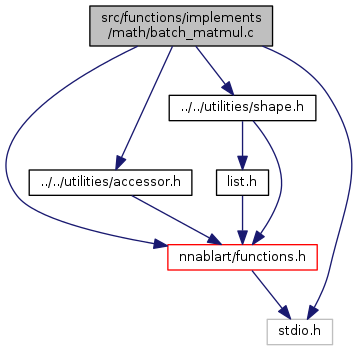 src/functions/implements
/math/batch_matmul.c
../../utilities/shape.h
../../utilities/accessor.h
list.h
nnablart/functions.h
stdio.h